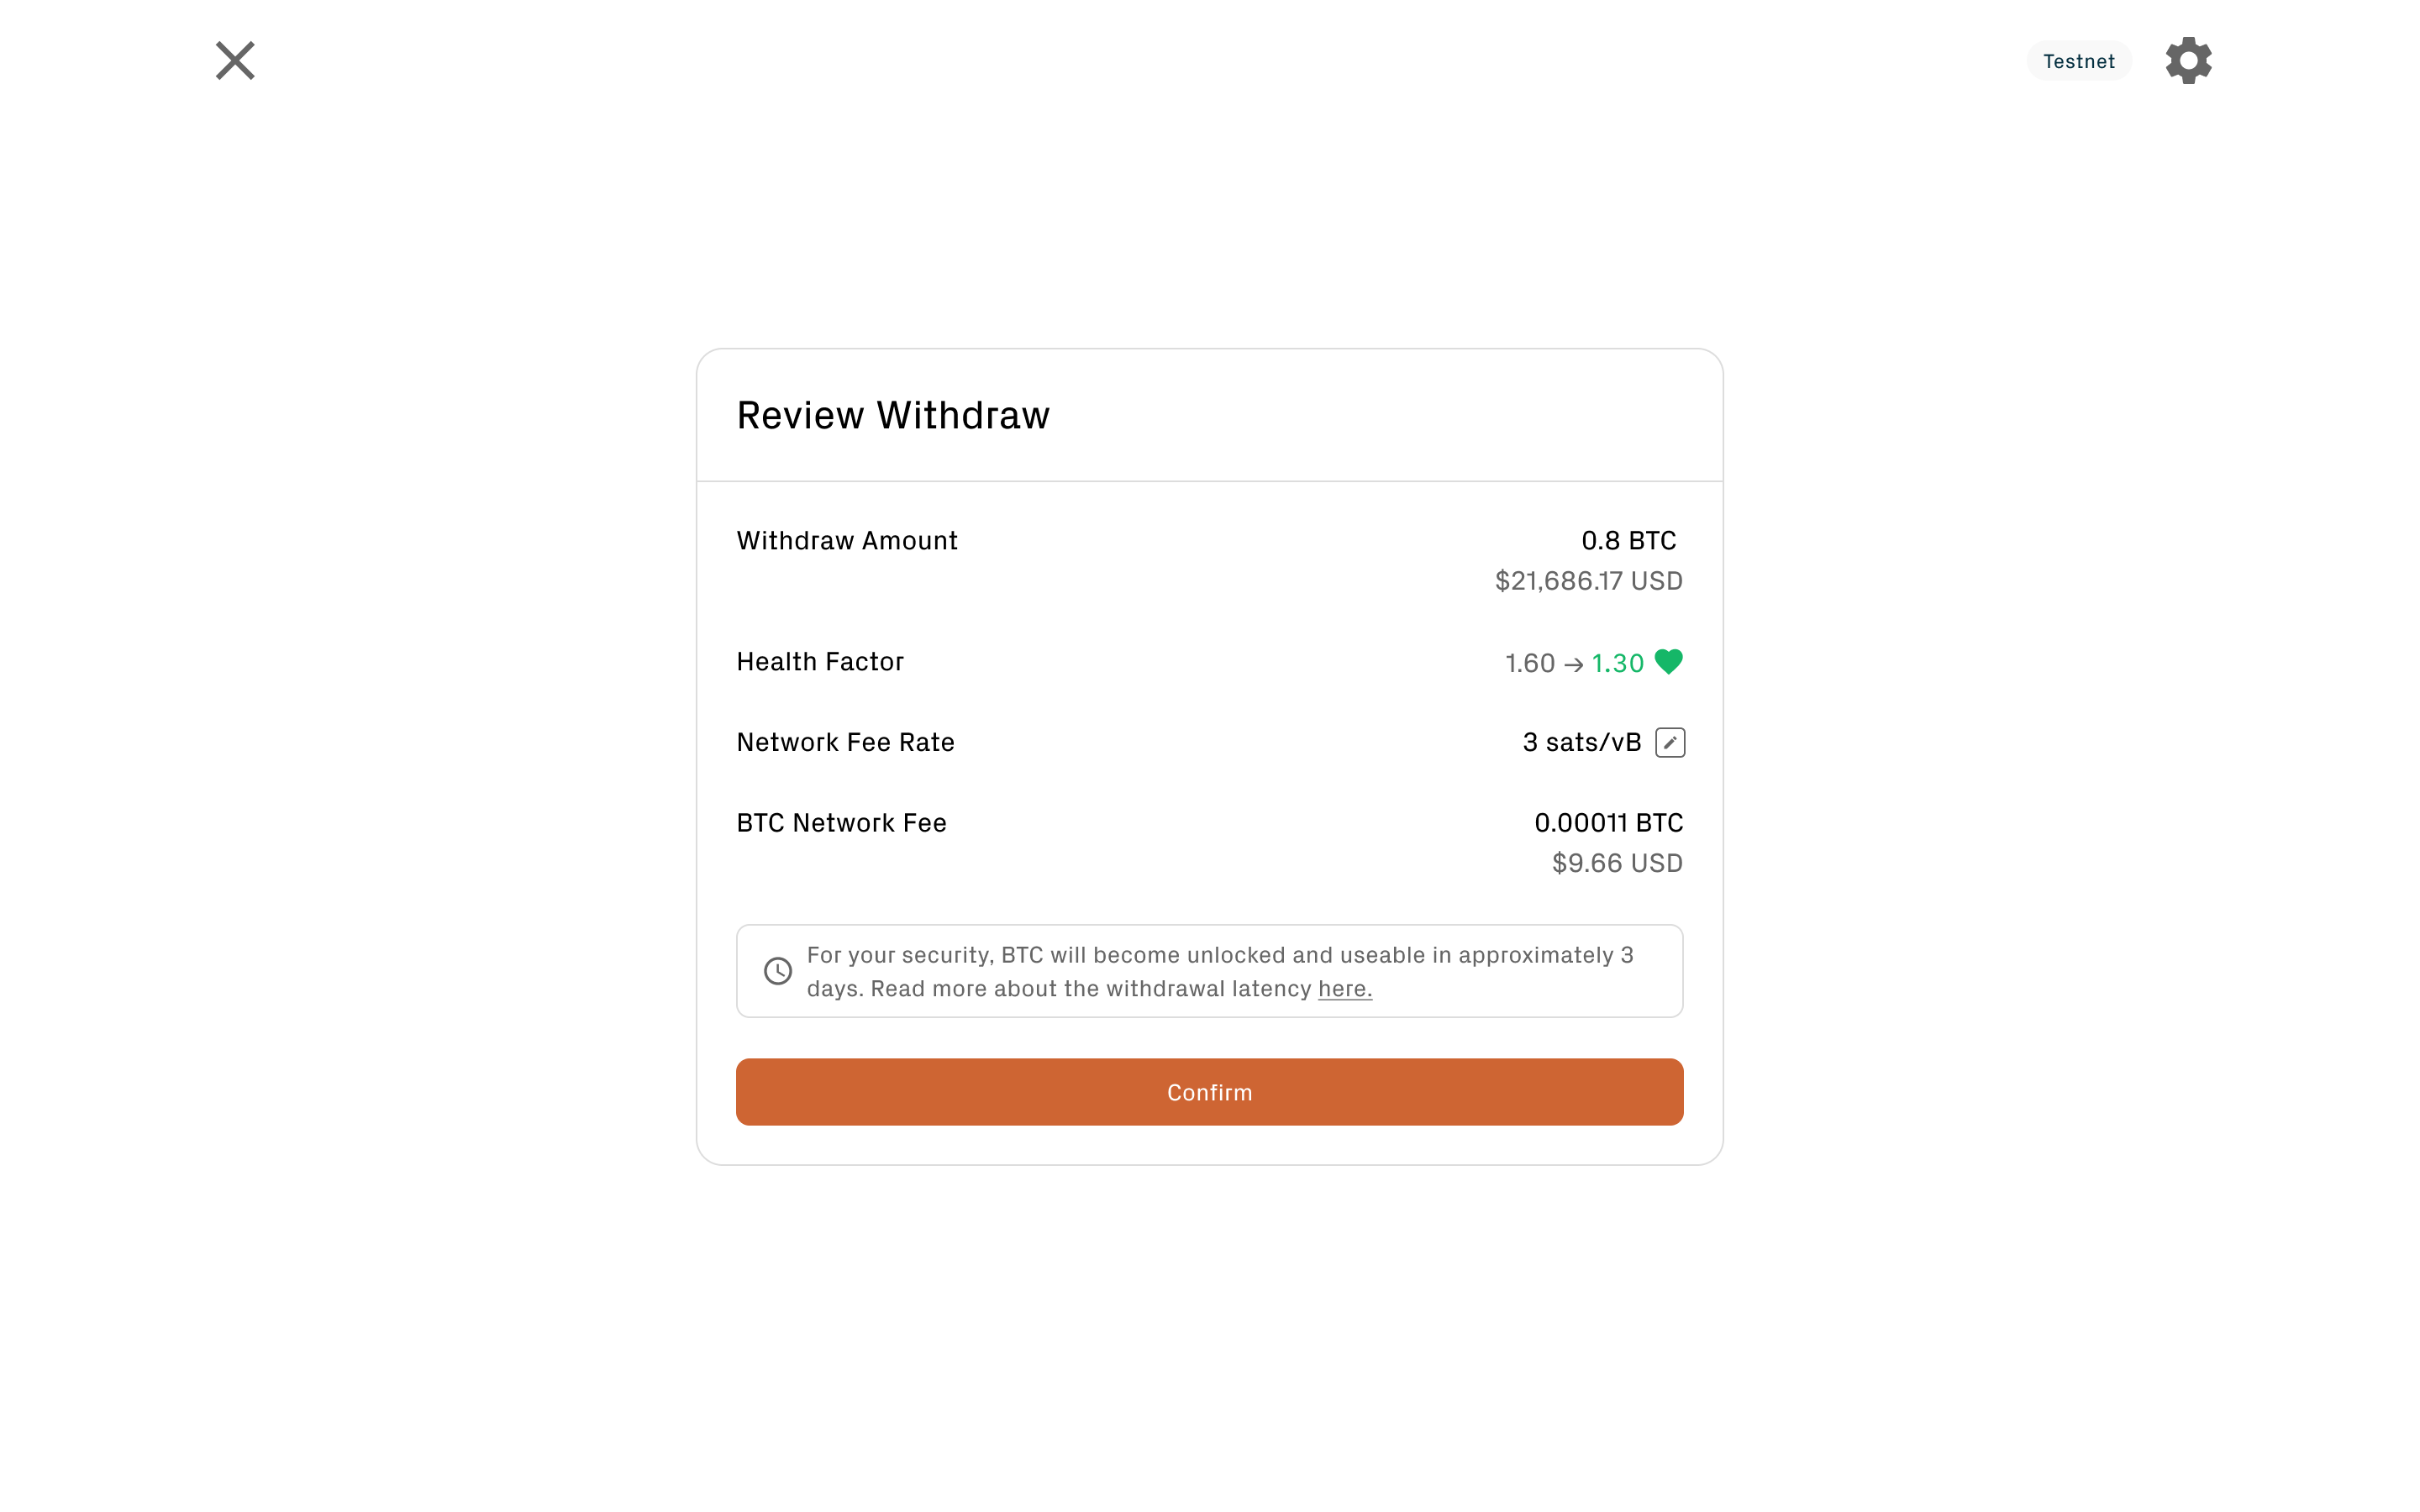 Testnet
Review Withdraw
Withdraw Amount
0.8 BTC
$21,686.17 USD
Health Factor
1.60 → 1.30
Network Fee Rate
3 sats/vB
BTC Network Fee
0.00011 BTC
$9.66 USD
For your security, BTC will become unlocked and useable in approximately 3
days. Read more about the withdrawal latency here.
Confirm